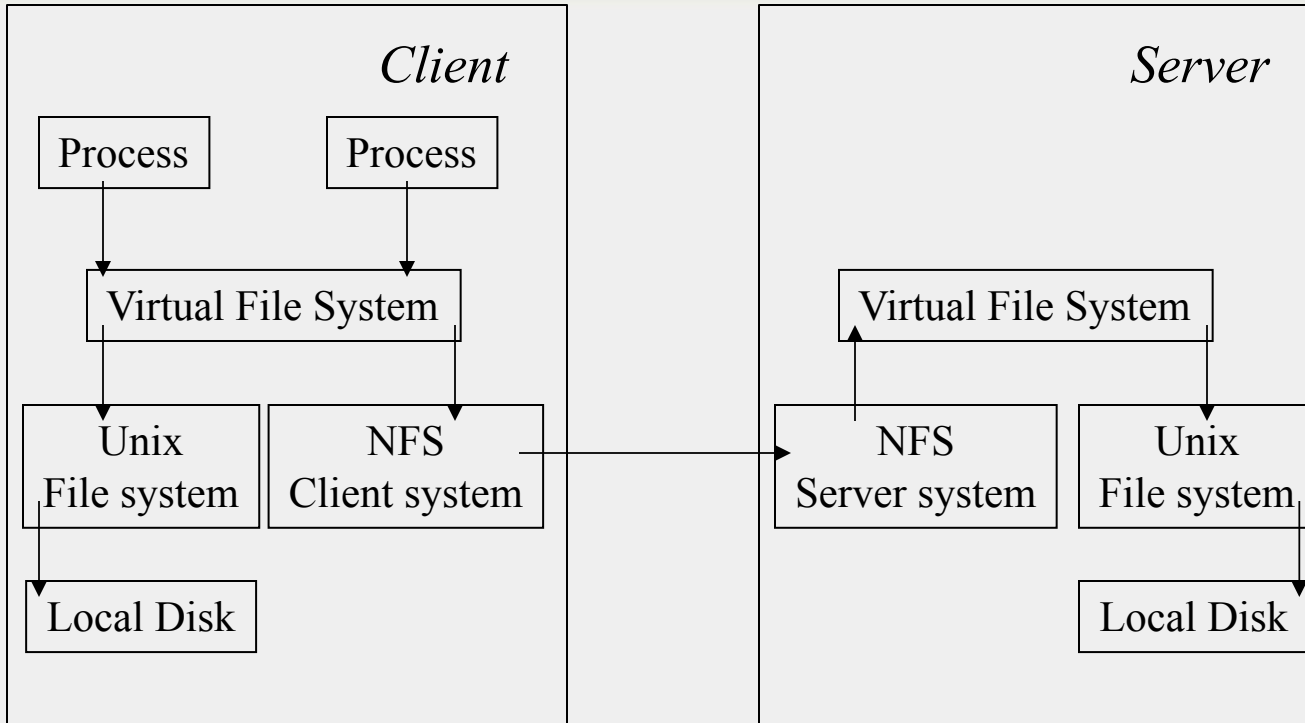 Client
Server
Process
Process
Virtual File System
Virtual File System
Unix
File system
NFS
Client system
NFS
Server system
Unix
File system
Local Disk
Local Disk